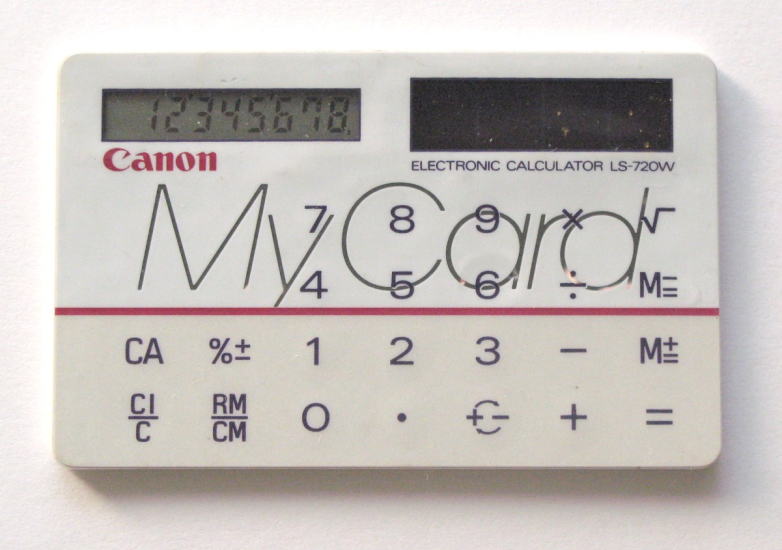 12345678.
Canon
ELECTRONIC CALCULATOR LS-720W
MyCard
7 8 9 × √
4 5 6 ÷ M=
CA %± 1 2 3 − M±
CI/C RM/CM 0 · + =